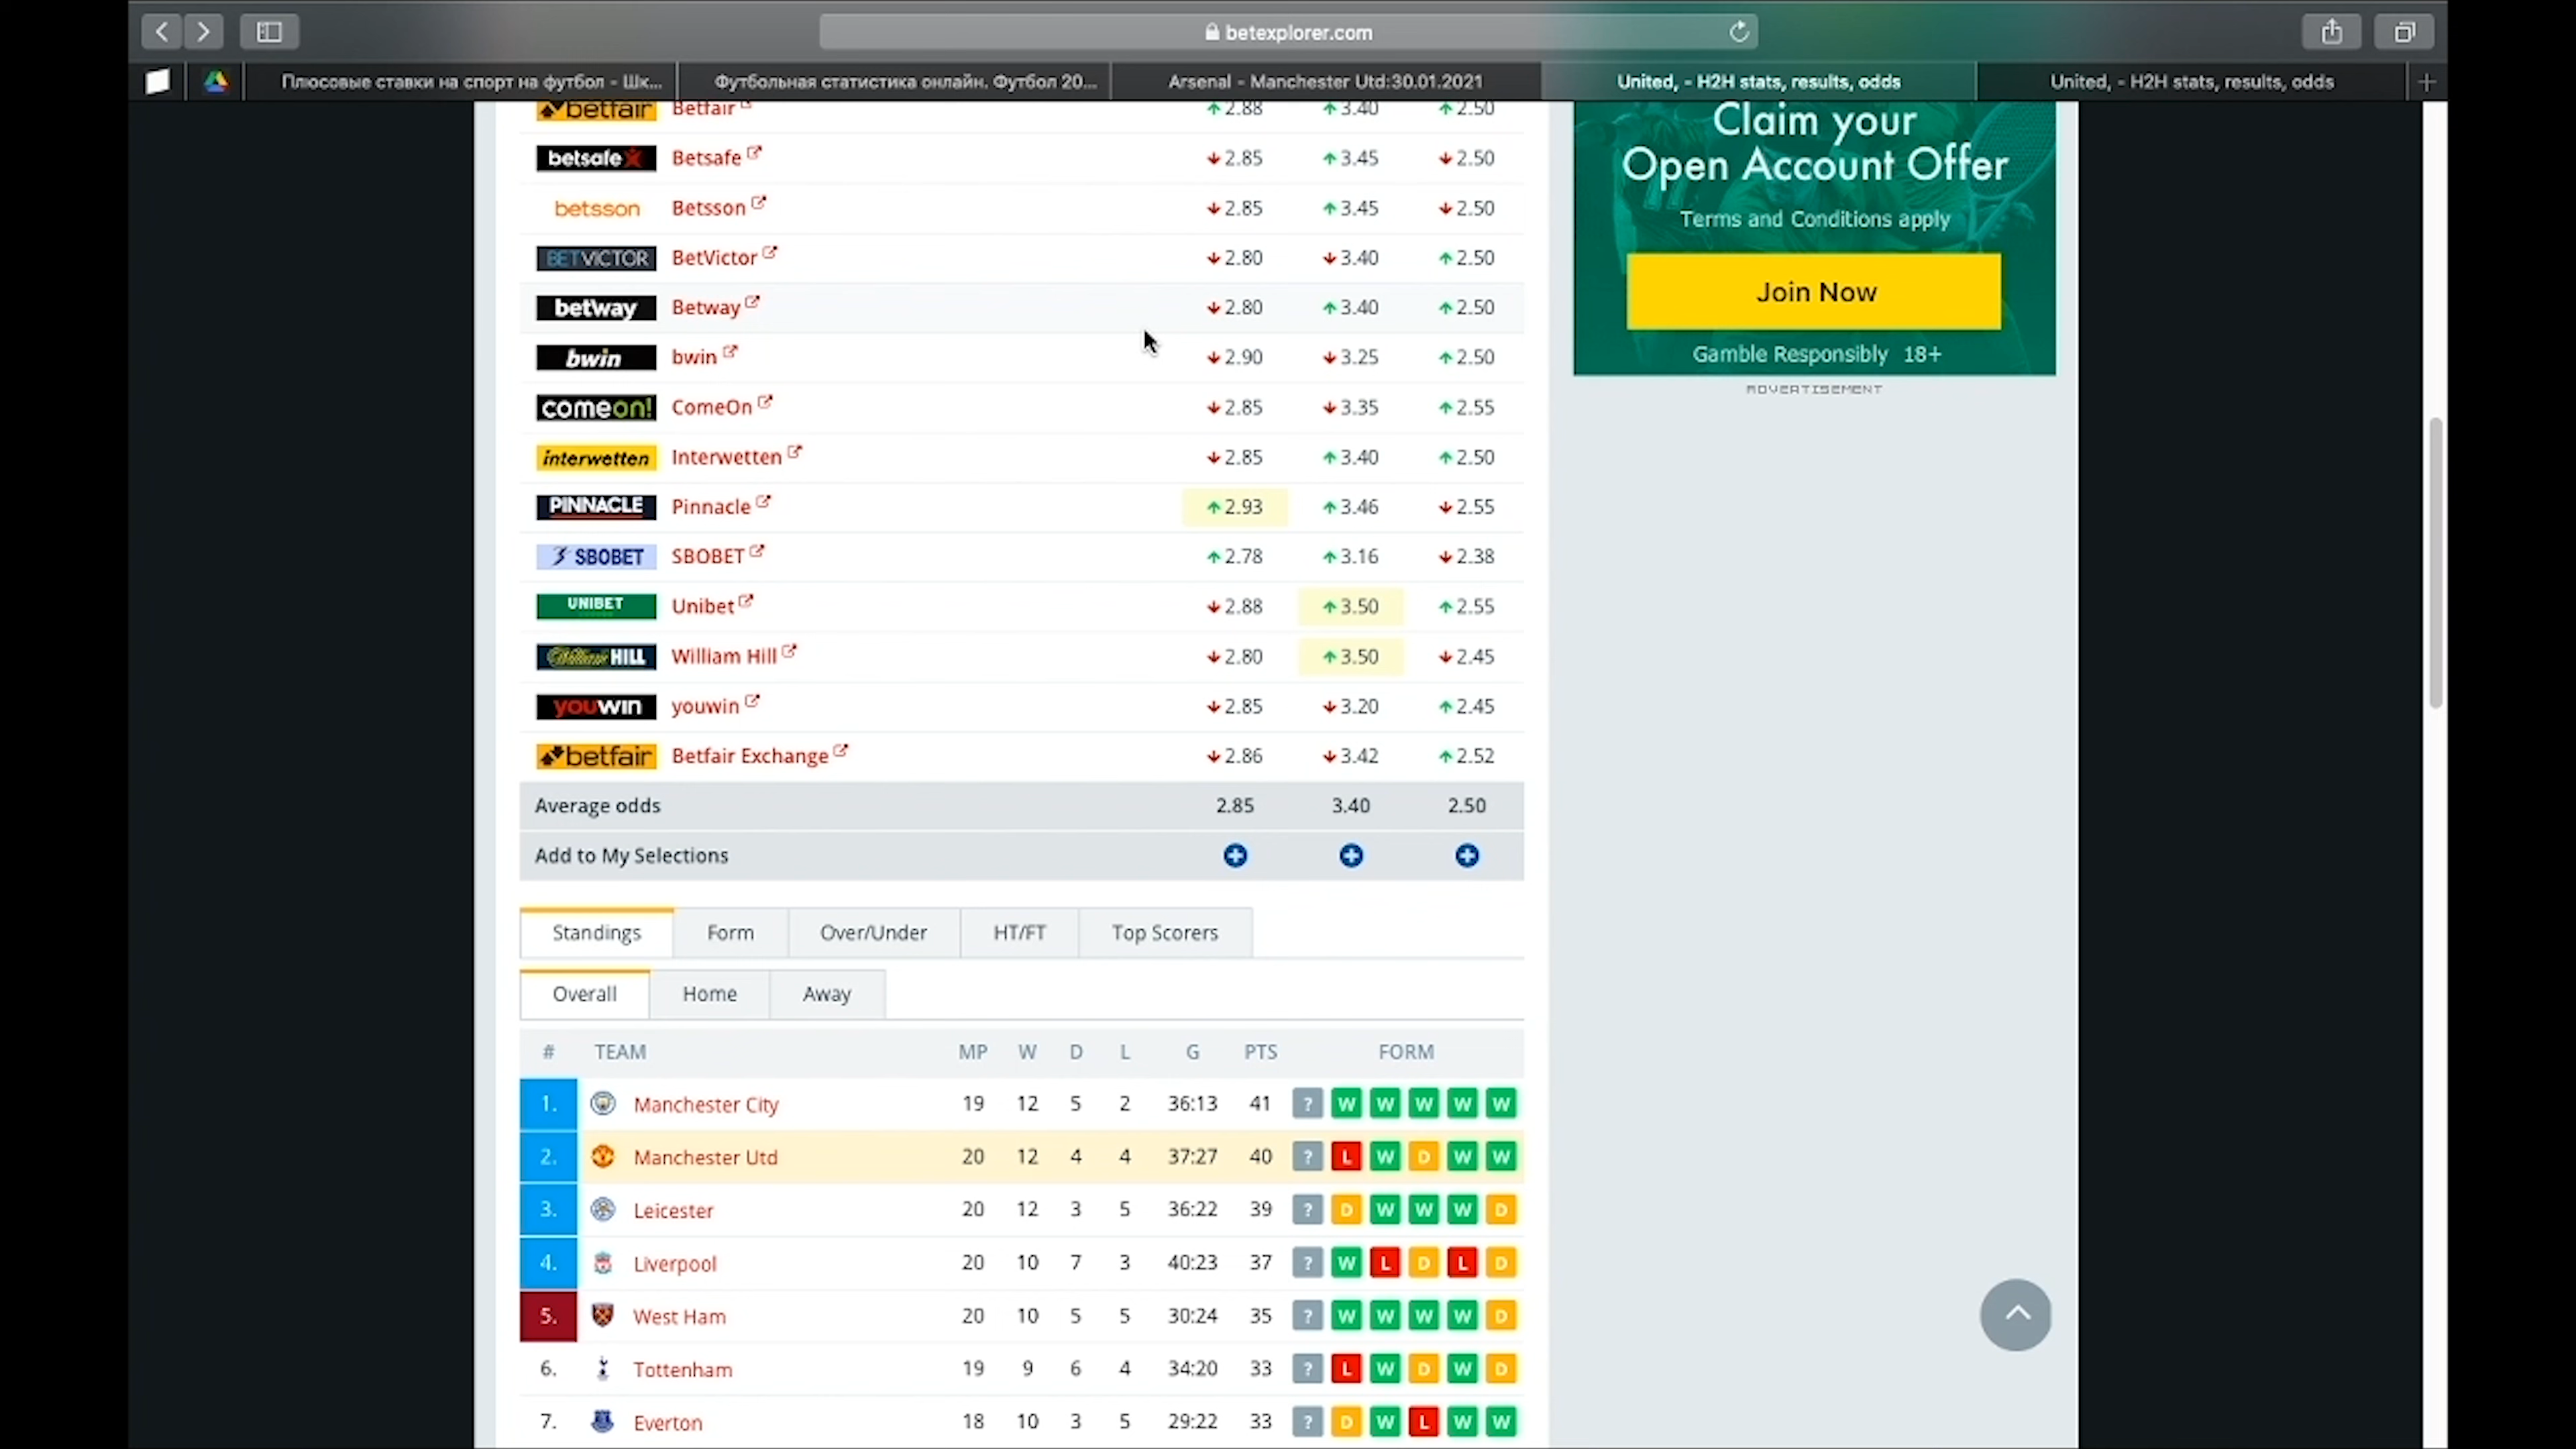 betexplorer.com
Плюсовые ставки на спорт на футбол - Шк...
Футбольная статистика онлайн. Футбол 20...
Arsenal - Manchester Utd:30.01.2021
United, - H2H stats, results, odds
United, - H2H stats, results, odds
betfair Betfair 2.88 3.40 2.50
betsafe Betsafe 2.85 3.45 2.50
betsson Betsson 2.85 3.45 2.50
BETVICTOR BetVictor 2.80 3.40 2.50
betway Betway 2.80 3.40 2.50
bwin bwin 2.90 3.25 2.50
comeon! ComeOn 2.85 3.35 2.55
interwetten Interwetten 2.85 3.40 2.50
PINNACLE Pinnacle 2.93 3.46 2.55
SBOBET SBOBET 2.78 3.16 2.38
UNIBET Unibet 2.88 3.50 2.55
William HILL William Hill 2.80 3.50 2.45
youwin youwin 2.85 3.20 2.45
betfair Betfair Exchange 2.86 3.42 2.52
Average odds 2.85 3.40 2.50
Add to My Selections
Standings Form Over/Under HT/FT Top Scorers
Overall Home Away
# TEAM MP W D L G PTS FORM
1. Manchester City 19 12 5 2 36:13 41 ? W W W W W
2. Manchester Utd 20 12 4 4 37:27 40 ? L W D W W
3. Leicester 20 12 3 5 36:22 39 ? D W W W D
4. Liverpool 20 10 7 3 40:23 37 ? W L D L D
5. West Ham 20 10 5 5 30:24 35 ? W W W W D
6. Tottenham 19 9 6 4 34:20 33 ? L W D W D
7. Everton 18 10 3 5 29:22 33 ? D W L W W
Claim your
Open Account Offer
Terms and Conditions apply
Join Now
Gamble Responsibly 18+
ADVERTISEMENT